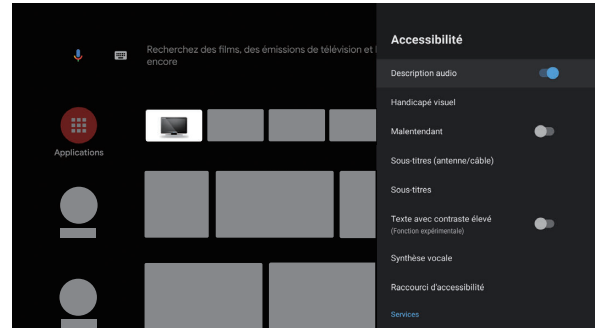 Recherchez des films, des émissions de télévision et
encore
Applications
Accessibilité
Description audio
Handicapé visuel
Malentendant
Sous-titres (antenne/câble)
Sous-titres
Texte avec contraste élevé
(Fonction expérimentale)
Synthèse vocale
Raccourci d'accessibilité
Services